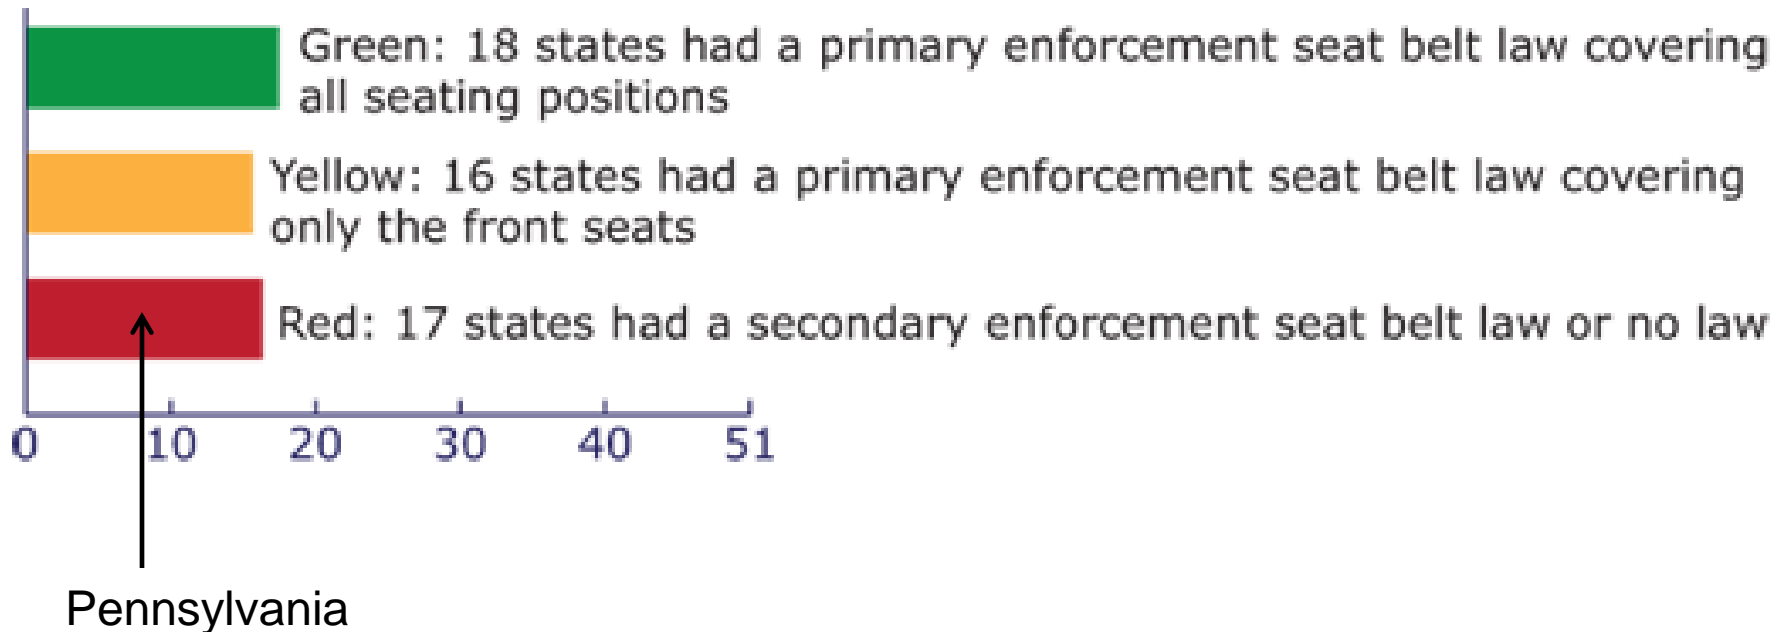 Green: 18 states had a primary enforcement seat belt law covering
all seating positions
Yellow: 16 states had a primary enforcement seat belt law covering
only the front seats
Red: 17 states had a secondary enforcement seat belt law or no law
0 10 20 30 40 51
Pennsylvania